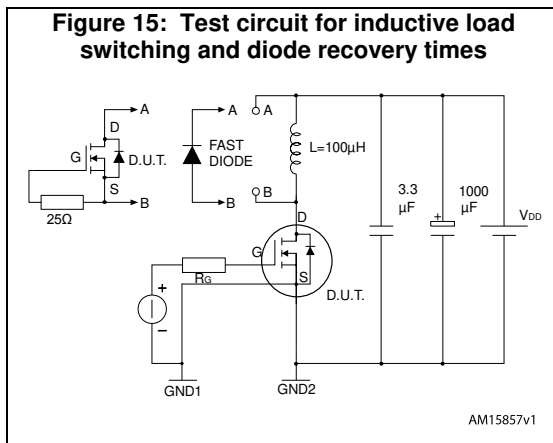 Figure 15: Test circuit for inductive load
switching and diode recovery times
A
D
G
D.U.T.
S
B
25Ω
A
FAST
DIODE
B
A
L=100µH
B
D
G
S
D.U.T.
RG
+
−
GND1
GND2
3.3
µF
1000
µF
+
VDD
AM15857v1